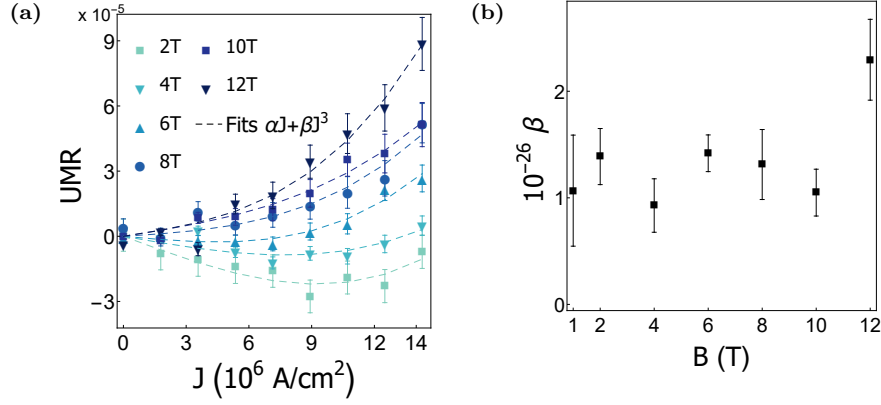 (a)
× 10⁻⁵
2T
4T
6T
8T
10T
12T
Fits αJ+βJ³
9
6
3
0
−3
UMR
0 3 6 9 12 14
J (10⁶ A/cm²)
(b)
2
1
0
10⁻²⁶ β
1 2 4 6 8 10 12
B (T)